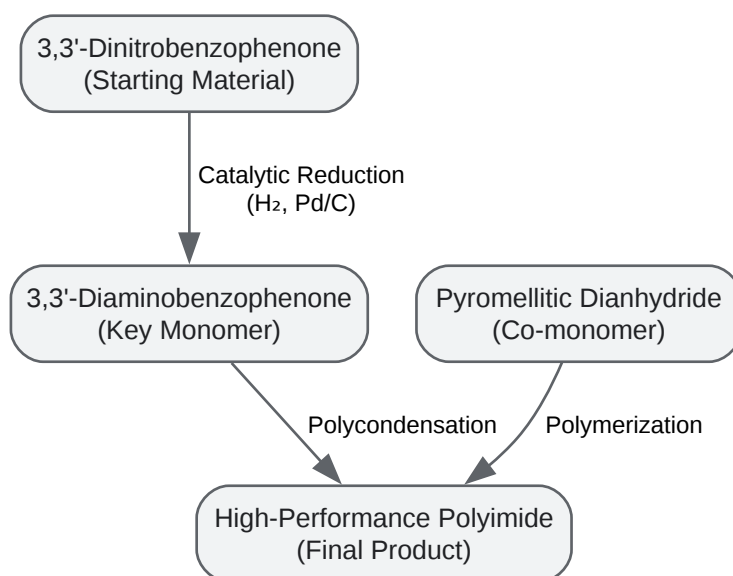 3,3'-Dinitrobenzophenone
(Starting Material)
Catalytic Reduction
(H₂, Pd/C)
3,3'-Diaminobenzophenone
(Key Monomer)
Pyromellitic Dianhydride
(Co-monomer)
Polycondensation
Polymerization
High-Performance Polyimide
(Final Product)